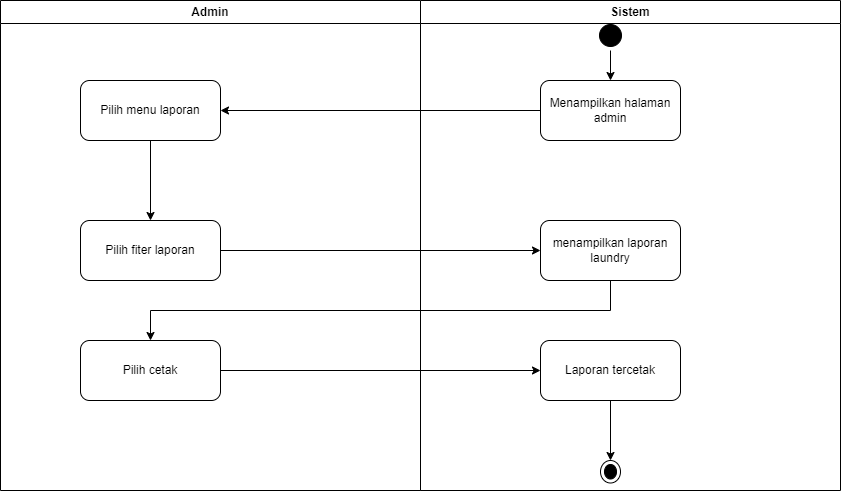 Admin
Sistem
Menampilkan halaman
admin
Pilih menu laporan
Pilih fiter laporan
menampilkan laporan
laundry
Pilih cetak
Laporan tercetak